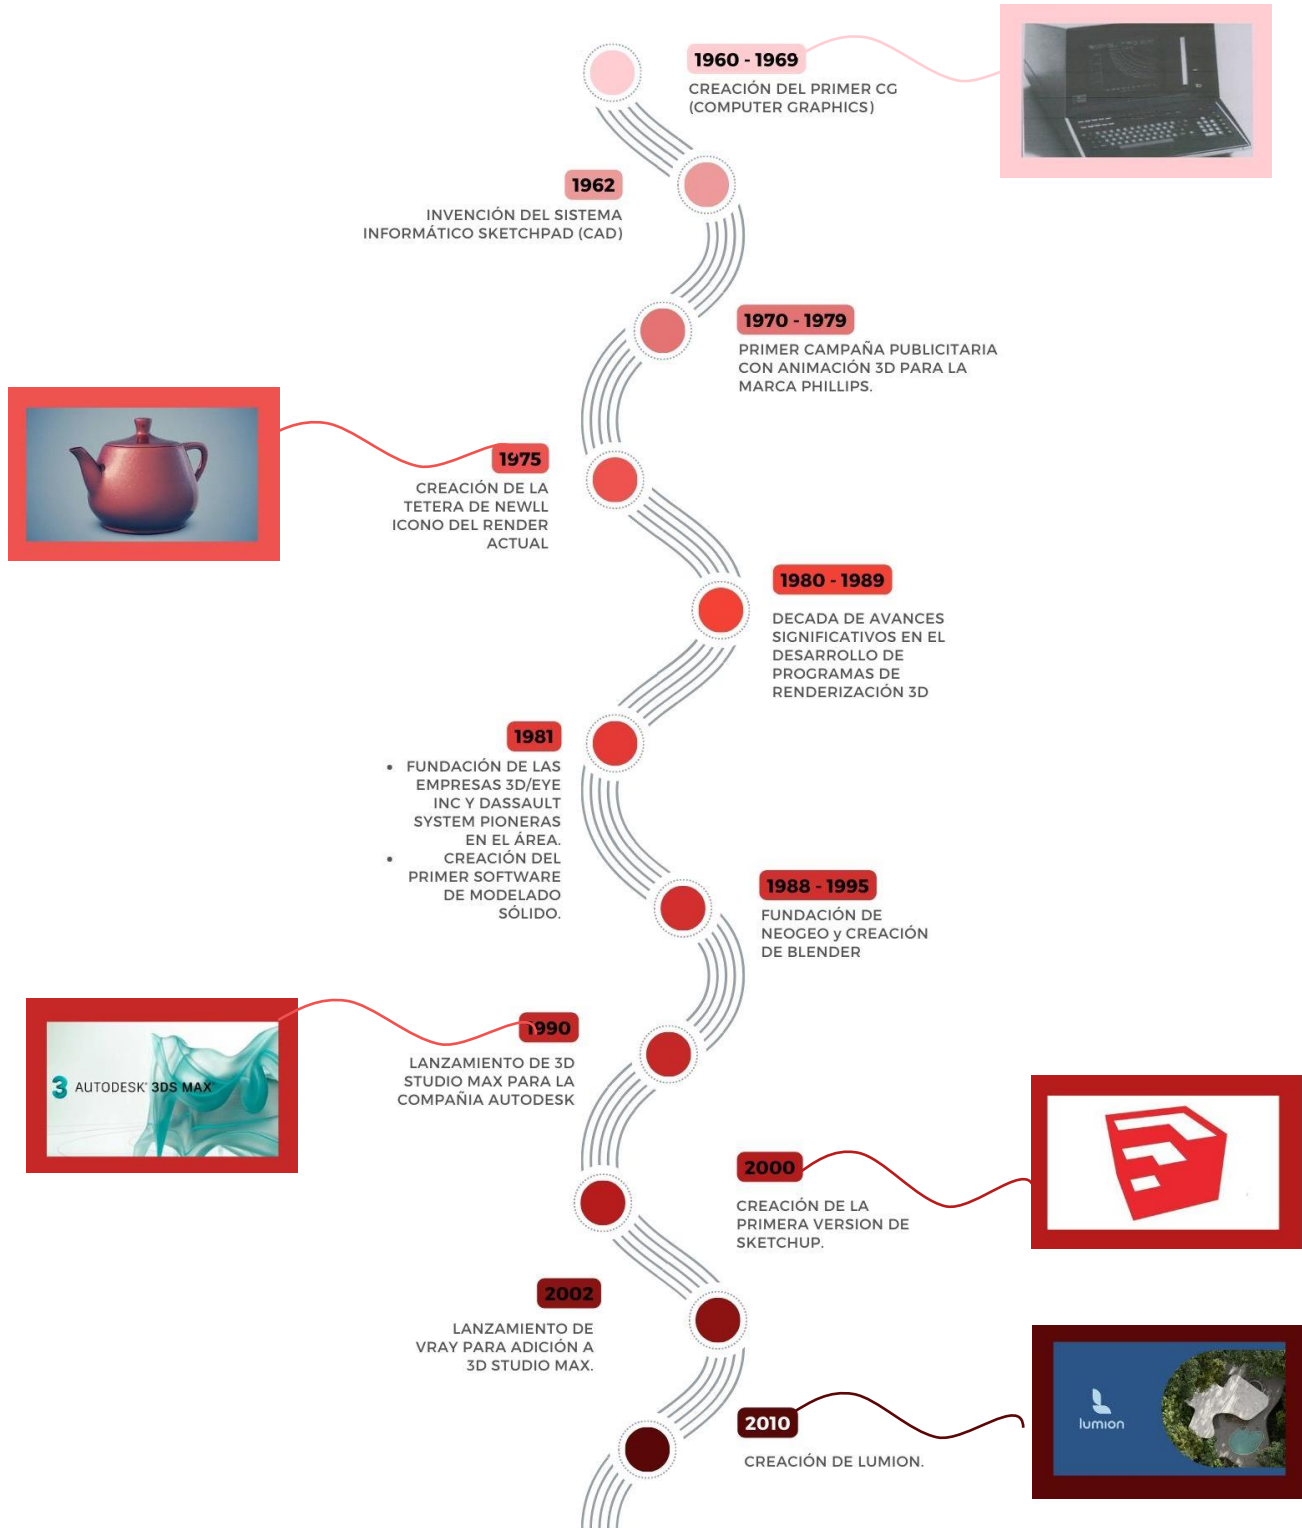 1960 - 1969
CREACIÓN DEL PRIMER CG
(COMPUTER GRAPHICS)
1962
INVENCIÓN DEL SISTEMA
INFORMÁTICO SKETCHPAD (CAD)
1970 - 1979
PRIMER CAMPAÑA PUBLICITARIA
CON ANIMACIÓN 3D PARA LA
MARCA PHILLIPS.
1975
CREACIÓN DE LA
TETERA DE NEWLL
ICONO DEL RENDER
ACTUAL
1980 - 1989
DECADA DE AVANCES
SIGNIFICATIVOS EN EL
DESARROLLO DE
PROGRAMAS DE
RENDERIZACIÓN 3D
1981
• FUNDACIÓN DE LAS
EMPRESAS 3D/EYE
INC Y DASSAULT
SYSTEM PIONERAS
EN EL ÁREA.
• CREACIÓN DEL
PRIMER SOFTWARE
DE MODELADO
SÓLIDO.
1988 - 1995
FUNDACIÓN DE
NEOGEO y CREACIÓN
DE BLENDER
1990
LANZAMIENTO DE 3D
STUDIO MAX PARA LA
COMPAÑIA AUTODESK
3 AUTODESK® 3DS MAX®
2000
CREACIÓN DE LA
PRIMERA VERSION DE
SKETCHUP.
2002
LANZAMIENTO DE
VRAY PARA ADICIÓN A
3D STUDIO MAX.
2010
CREACIÓN DE LUMION.
lumion